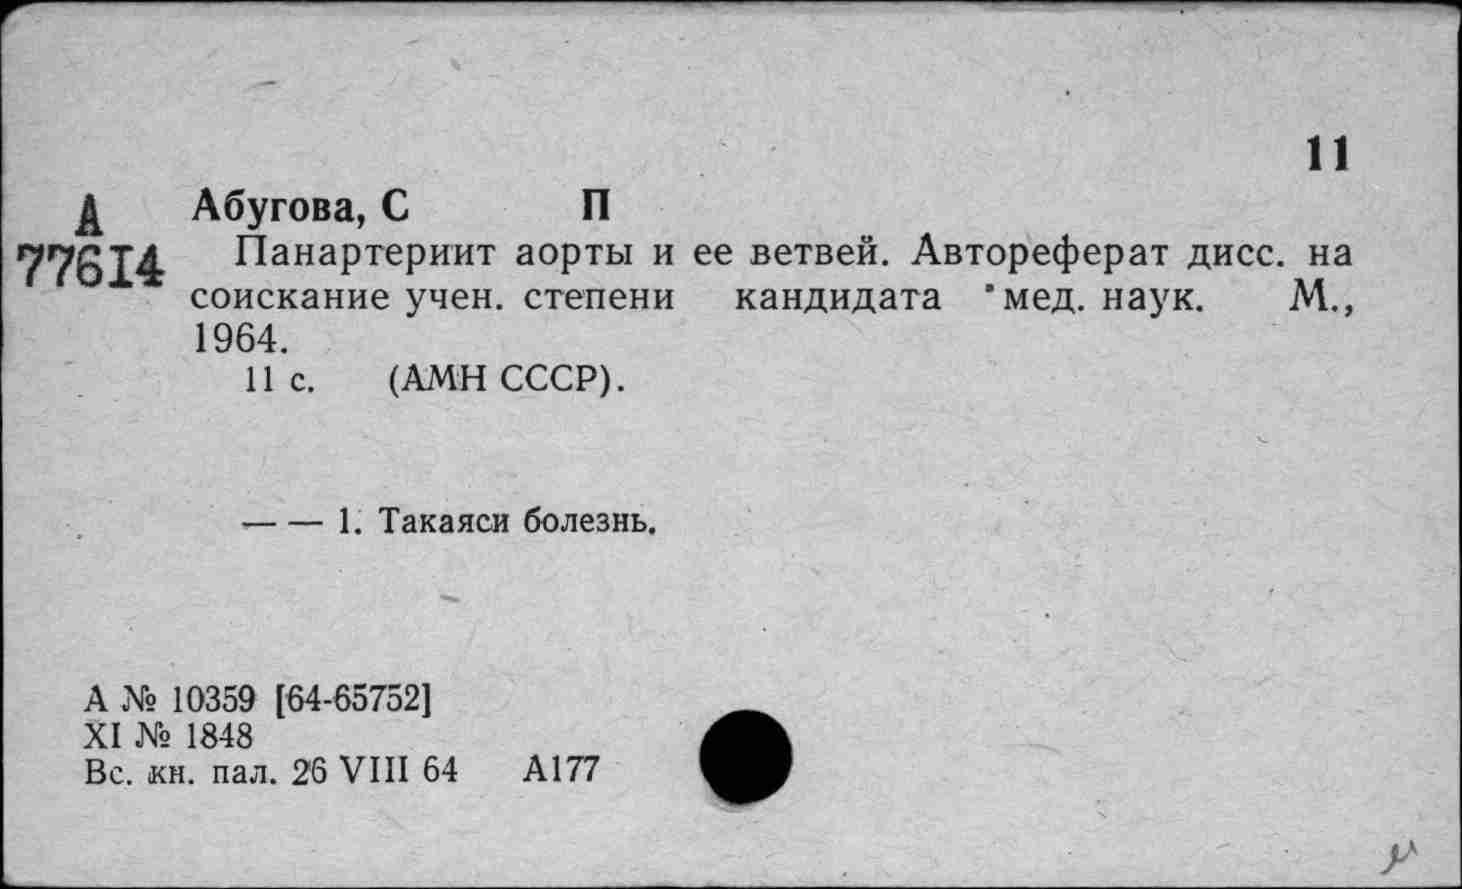 11
А Абугова, С П
77614 Панартериит аорты и ее ветвей. Автореферат дисс. на
соискание учен. степени кандидата мед. наук. М.,
1964.
11 с. (АМН СССР).
— — 1. Такаяси болезнь.
А № 10359 [64-65752]
XI № 1848
Вс. кн. пал. 26 VIII 64 А177